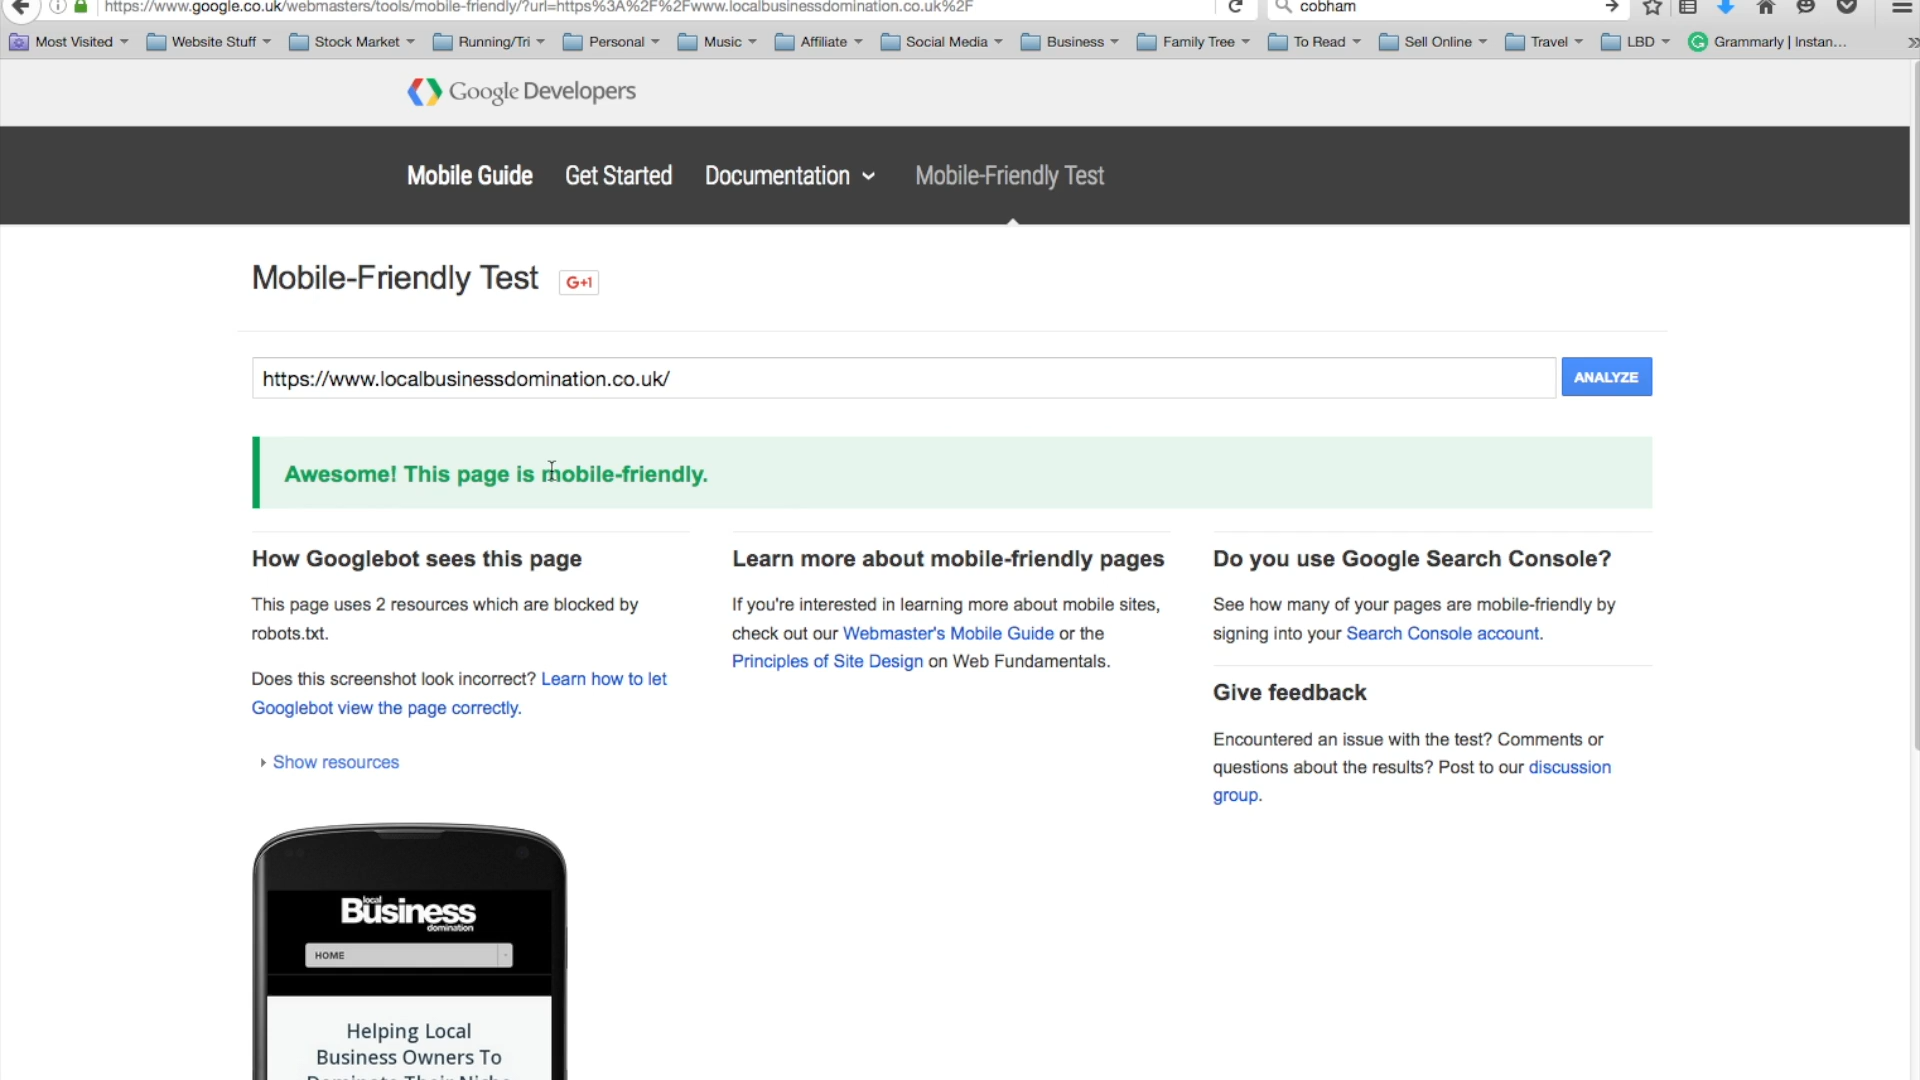 https://www.google.co.uk/webmasters/tools/mobile-friendly/?url=https%3A%2F%2Fwww.localbusinessdomination.co.uk%2F
cobham
Most Visited
Website Stuff
Stock Market
Running/Tri
Personal
Music
Affiliate
Social Media
Business
Family Tree
To Read
Sell Online
Travel
LBD
Grammarly | Instan...
Google Developers
Mobile Guide
Get Started
Documentation
Mobile-Friendly Test
Mobile-Friendly Test
G+1
https://www.localbusinessdomination.co.uk/
ANALYZE
Awesome! This page is mobile-friendly.
How Googlebot sees this page
This page uses 2 resources which are blocked by
robots.txt.
Does this screenshot look incorrect? Learn how to let
Googlebot view the page correctly.
Show resources
Learn more about mobile-friendly pages
If you're interested in learning more about mobile sites,
check out our Webmaster's Mobile Guide or the
Principles of Site Design on Web Fundamentals.
Do you use Google Search Console?
See how many of your pages are mobile-friendly by
signing into your Search Console account.
Give feedback
Encountered an issue with the test? Comments or
questions about the results? Post to our discussion
group.
local
Business
domination
HOME
Helping Local
Business Owners To
Dominate Their Niche